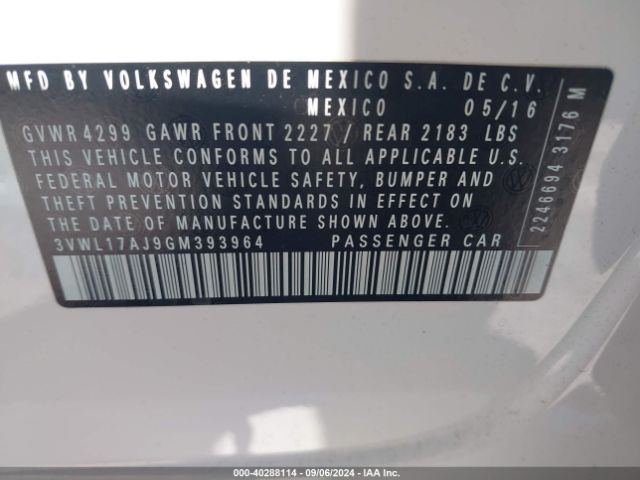 MFD BY VOLKSWAGEN DE MEXICO S.A. DE C.V.
MEXICO 05/16
GVWR 4299 GAWR FRONT 2227 / REAR 2183 LBS
THIS VEHICLE CONFORMS TO ALL APPLICABLE U.S.
FEDERAL MOTOR VEHICLE SAFETY, BUMPER AND
THEFT PREVENTION STANDARDS IN EFFECT ON
THE DATE OF MANUFACTURE SHOWN ABOVE.
3VWL17AJ9GM393964 PASSENGER CAR
2246694 3176 M
000-40288114 - 09/06/2024 - IAA Inc.